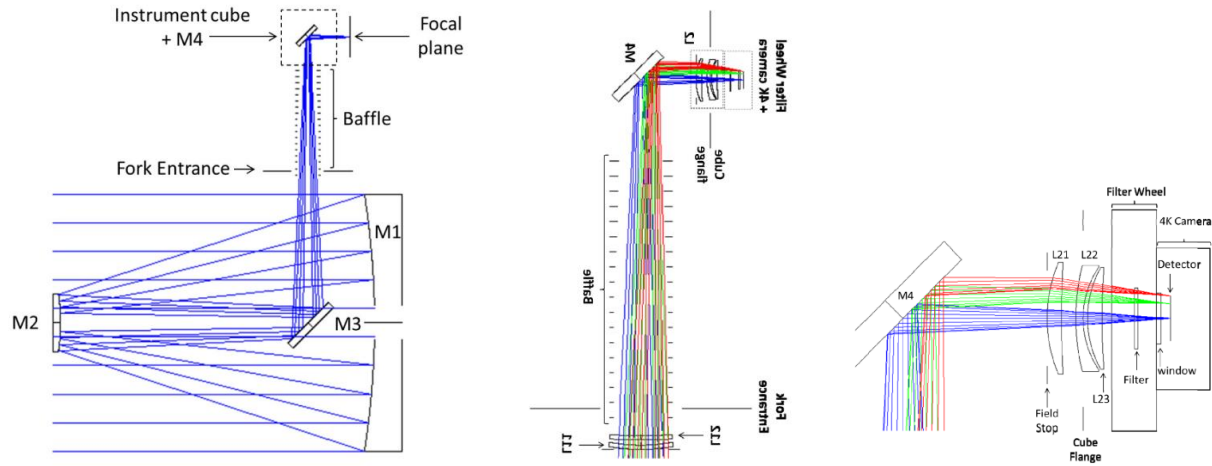 Instrument cube
+ M4
Focal
plane
Baffle
Fork Entrance
M1
M2
M3
M4
L2
+ 4K camera
Filter Wheel
flange
Cube
Baffle
Entrance
Fork
L11
L12
Filter Wheel
4K Camera
L21
L22
Detector
M4
Filter
window
L23
Field
Stop
Cube
Flange